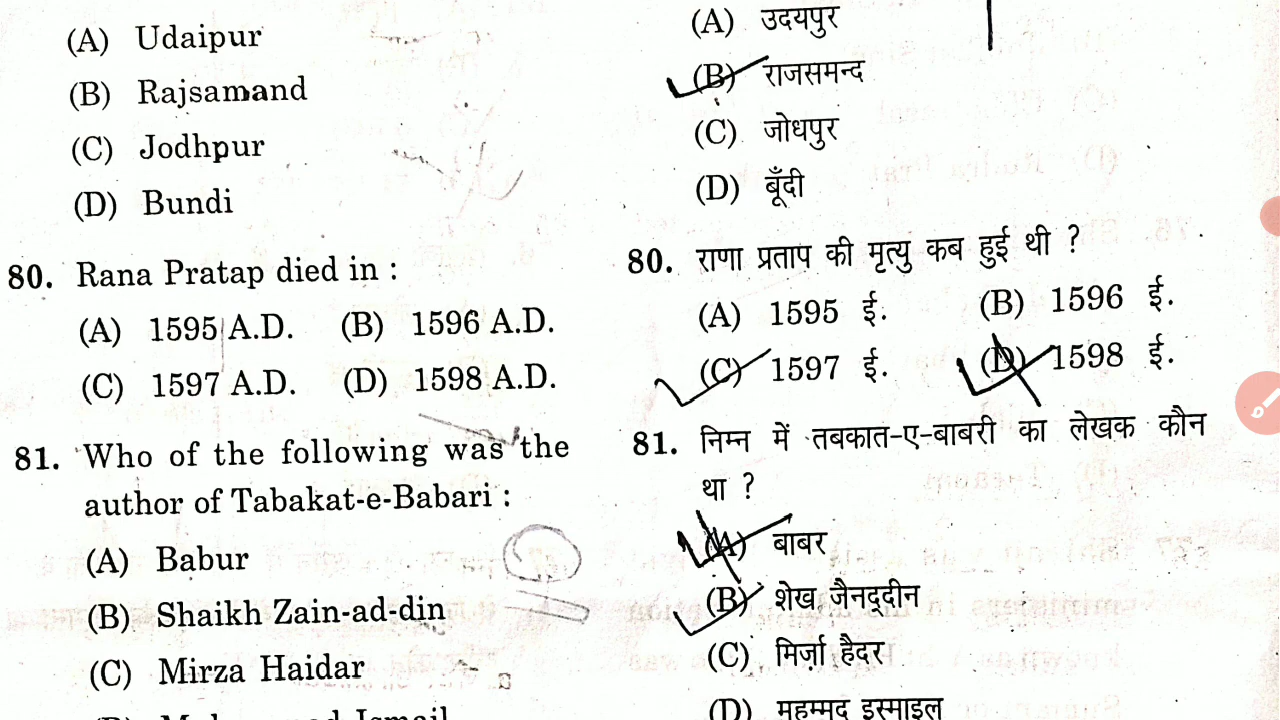 (A) Udaipur
(B) Rajsamand
(C) Jodhpur
(D) Bundi
80. Rana Pratap died in :
(A) 1595 A.D. (B) 1596 A.D.
(C) 1597 A.D. (D) 1598 A.D.
81. Who of the following was the
author of Tabakat-e-Babari :
(A) Babur
(B) Shaikh Zain-ad-din
(C) Mirza Haidar
(A) उदयपुर
(B) राजसमन्द
(C) जोधपुर
(D) बूँदी
80. राणा प्रताप की मृत्यु कब हुई थी ?
(A) 1595 ई. (B) 1596 ई.
(C) 1597 ई. (D) 1598 ई.
81. निम्न में तबकात-ए-बाबरी का लेखक कौन
था ?
(A) बाबर
(B) शेख जैनद्दीन
(C) मिर्ज़ा हैदर
(D) महम्मद इस्माइल